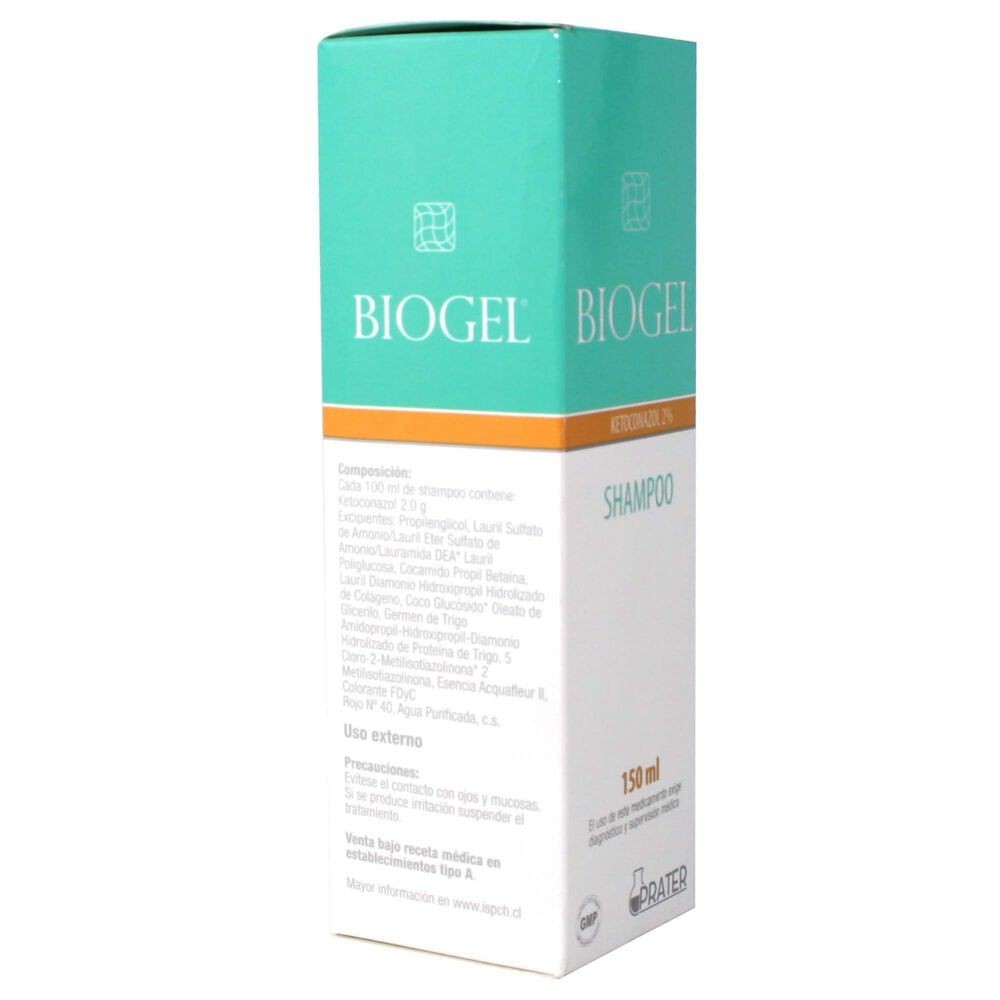 BIOGEL®
Composición:
Cada 100 ml de shampoo contiene:
Ketoconazol 2,0 g
Excipientes: Propilenglicol, Lauril Sulfato
de Amonio/Lauril Eter Sulfato de
Amonio/Lauramida DEA* Lauril
Poliglucosa, Cocamido Propil Betaína,
Lauril Diamonio Hidroxipropil Hidrolizado
de Colágeno, Coco Glucósido* Oleato de
Glicerilo, Germen de Trigo
Amidopropil-Hidroxipropil-Diamonio
Hidrolizado de Proteina de Trigo, 5
Cloro-2-Metilisotiazolinona* 2
Metilisotiazolinona, Esencia Acquafleur II,
Colorante FDyC
Rojo Nº 40, Agua Purificada, c.s.
Uso externo
Precauciones:
Evítese el contacto con ojos y mucosas.
Si se produce irritación suspender el
tratamiento.
Venta bajo receta médica en
establecimientos tipo A.
Mayor información en www.ispch.cl
BIOGEL®
KETOCONAZOL 2%
SHAMPOO
150 ml
El uso de este medicamento exige
diagnóstico y supervisión médica
GMP
PRATER